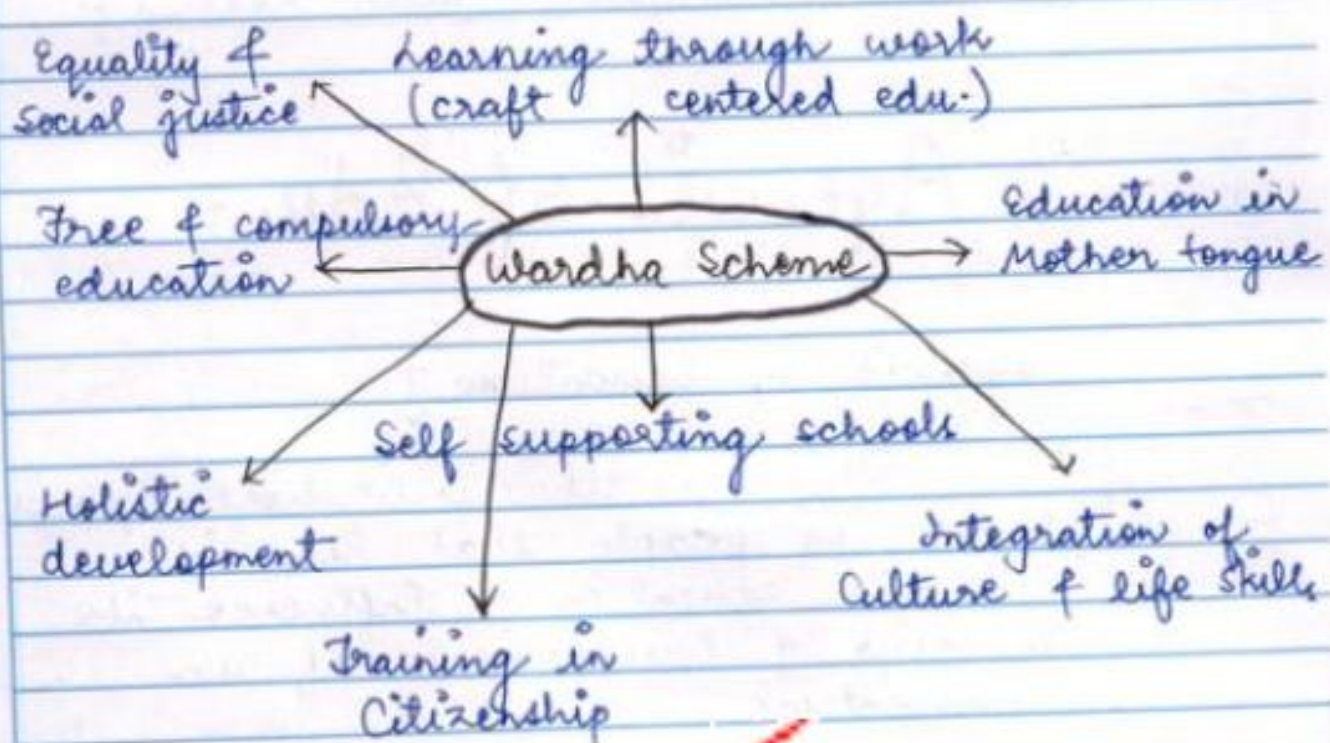 Equality &
social justice
Learning through work
(craft centered edu.)
Free & compulsory
education
Wardha Scheme
Education in
Mother tongue
Self supporting schools
Holistic
development
Integration of
Culture & life skills
Training in
Citizenship